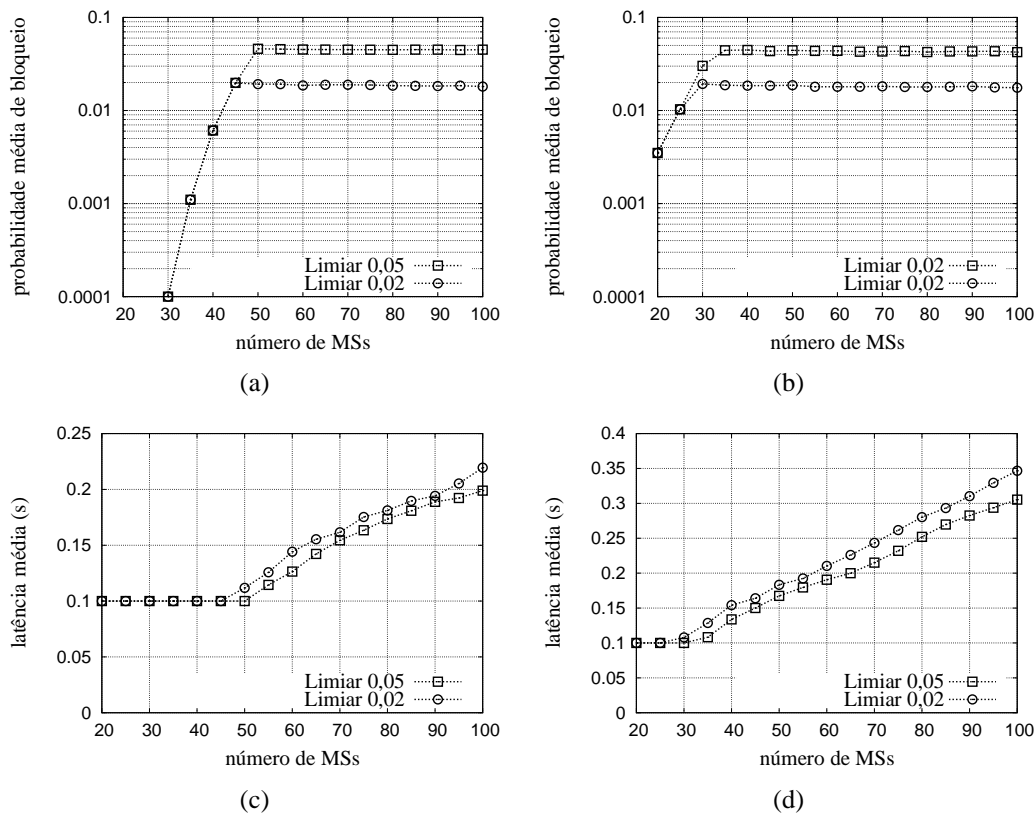 probabilidade média de bloqueio
0.1
0.01
0.001
0.0001
Limiar 0,05
Limiar 0,02
20 30 40 50 60 70 80 90 100
número de MSs
(a)
probabilidade média de bloqueio
0.1
0.01
0.001
0.0001
Limiar 0,02
Limiar 0,02
20 30 40 50 60 70 80 90 100
número de MSs
(b)
latência média (s)
0.25
0.2
0.15
0.1
0.05
0
Limiar 0,05
Limiar 0,02
20 30 40 50 60 70 80 90 100
número de MSs
(c)
latência média (s)
0.4
0.35
0.3
0.25
0.2
0.15
0.1
0.05
0
Limiar 0,05
Limiar 0,02
20 30 40 50 60 70 80 90 100
número de MSs
(d)